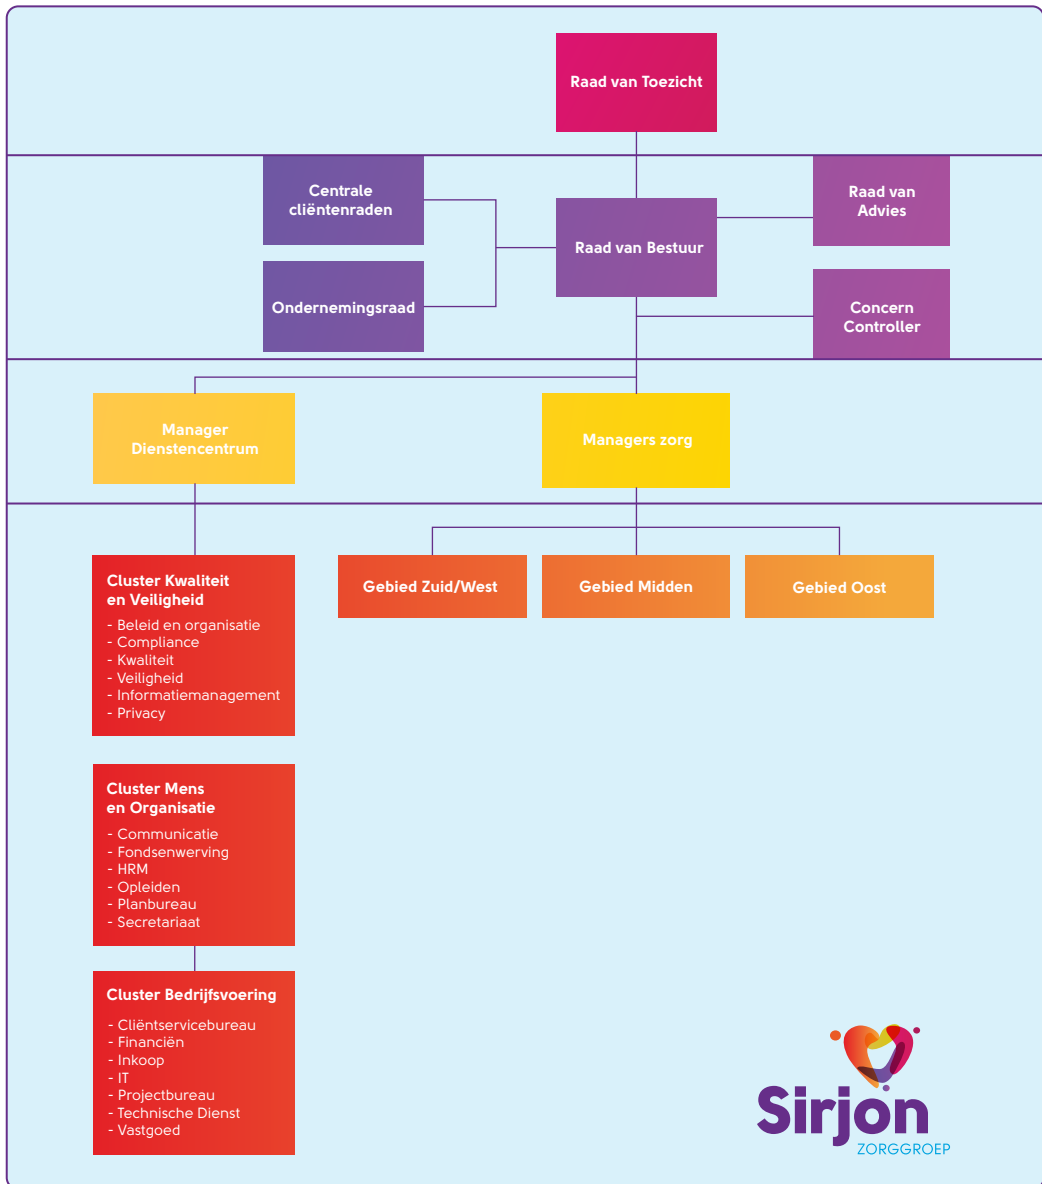 Raad van Toezicht
Centrale
cliëntenraden
Raad van
Advies
Raad van Bestuur
Ondernemingsraad
Concern
Controller
Manager
Dienstencentrum
Managers zorg
Cluster Kwaliteit
en Veiligheid
- Beleid en organisatie
- Compliance
- Kwaliteit
- Veiligheid
- Informatiemanagement
- Privacy
Gebied Zuid/West
Gebied Midden
Gebied Oost
Cluster Mens
en Organisatie
- Communicatie
- Fondsenwerving
- HRM
- Opleiden
- Planbureau
- Secretariaat
Cluster Bedrijfsvoering
- Cliëntservicebureau
- Financiën
- Inkoop
- IT
- Projectbureau
- Technische Dienst
- Vastgoed
Sirjon
ZORGGROEP